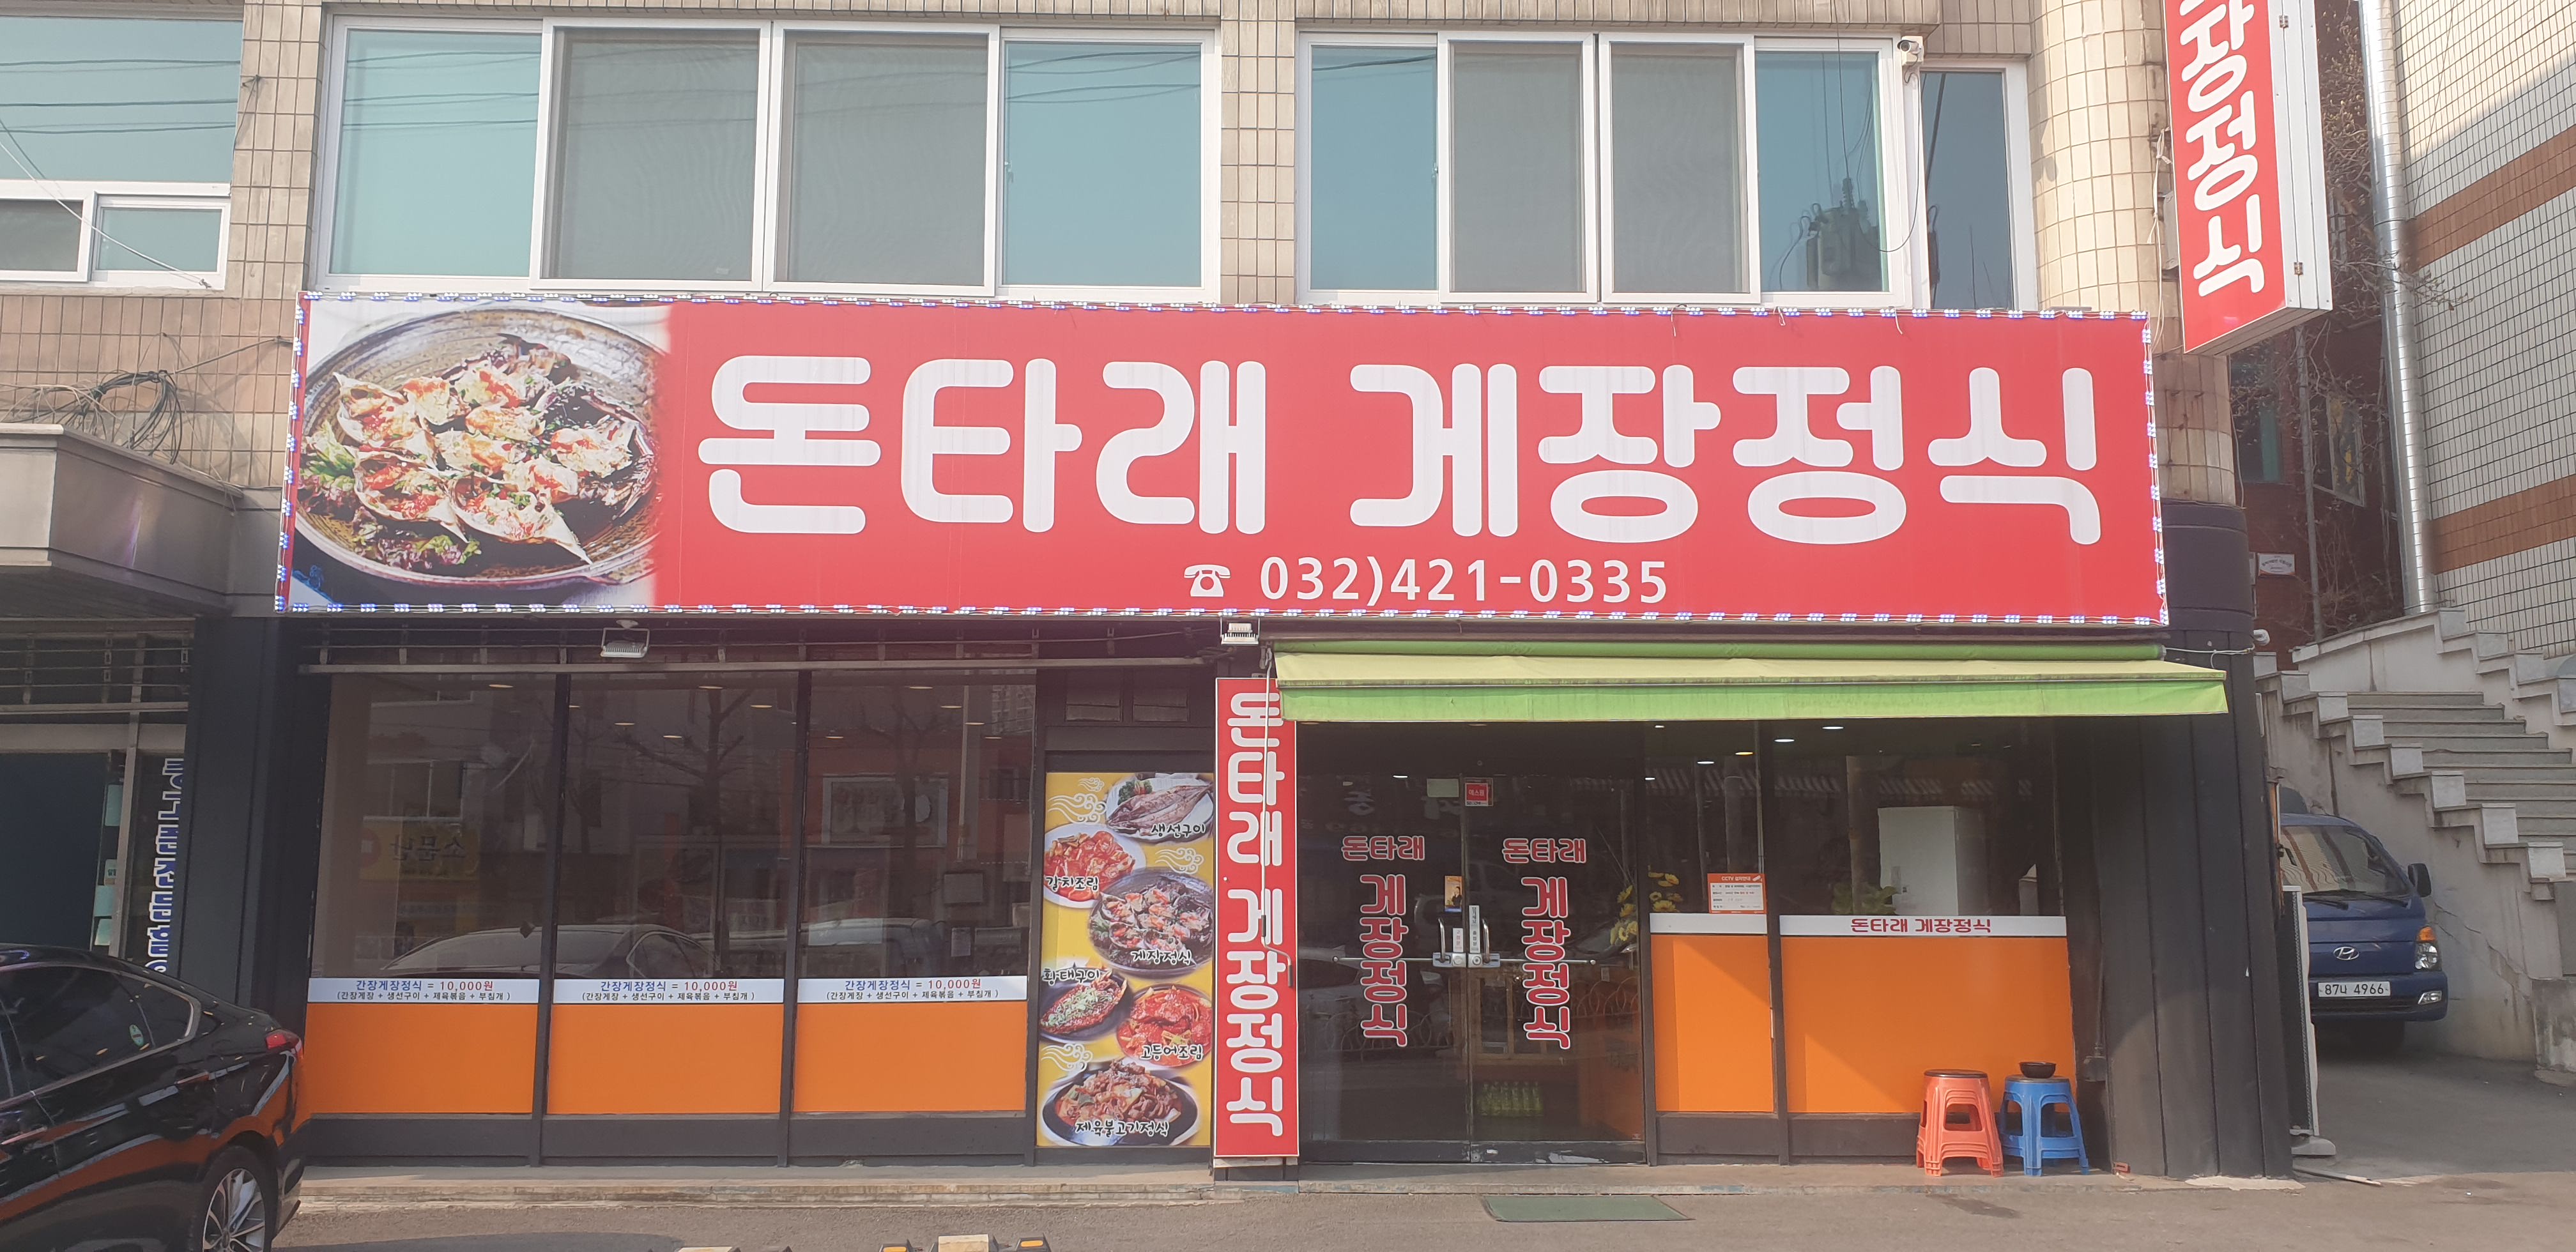 장정식
돈타래 게장정식
☎ 032)421-0335
생선구이
갈치조림
게장정식
황태구이
고등어조림
제육불고기정식
돈타래 게장정식
간장게장정식 = 10,000원
(간장게장 + 생선구이 + 제육볶음 + 부침개)
간장게장정식 = 10,000원
(간장게장 + 생선구이 + 제육볶음 + 부침개)
간장게장정식 = 10,000원
(간장게장 + 생선구이 + 제육볶음 + 부침개)
돈타래
게장정식
돈타래
게장정식
돈타래 게장정식
87너 4966